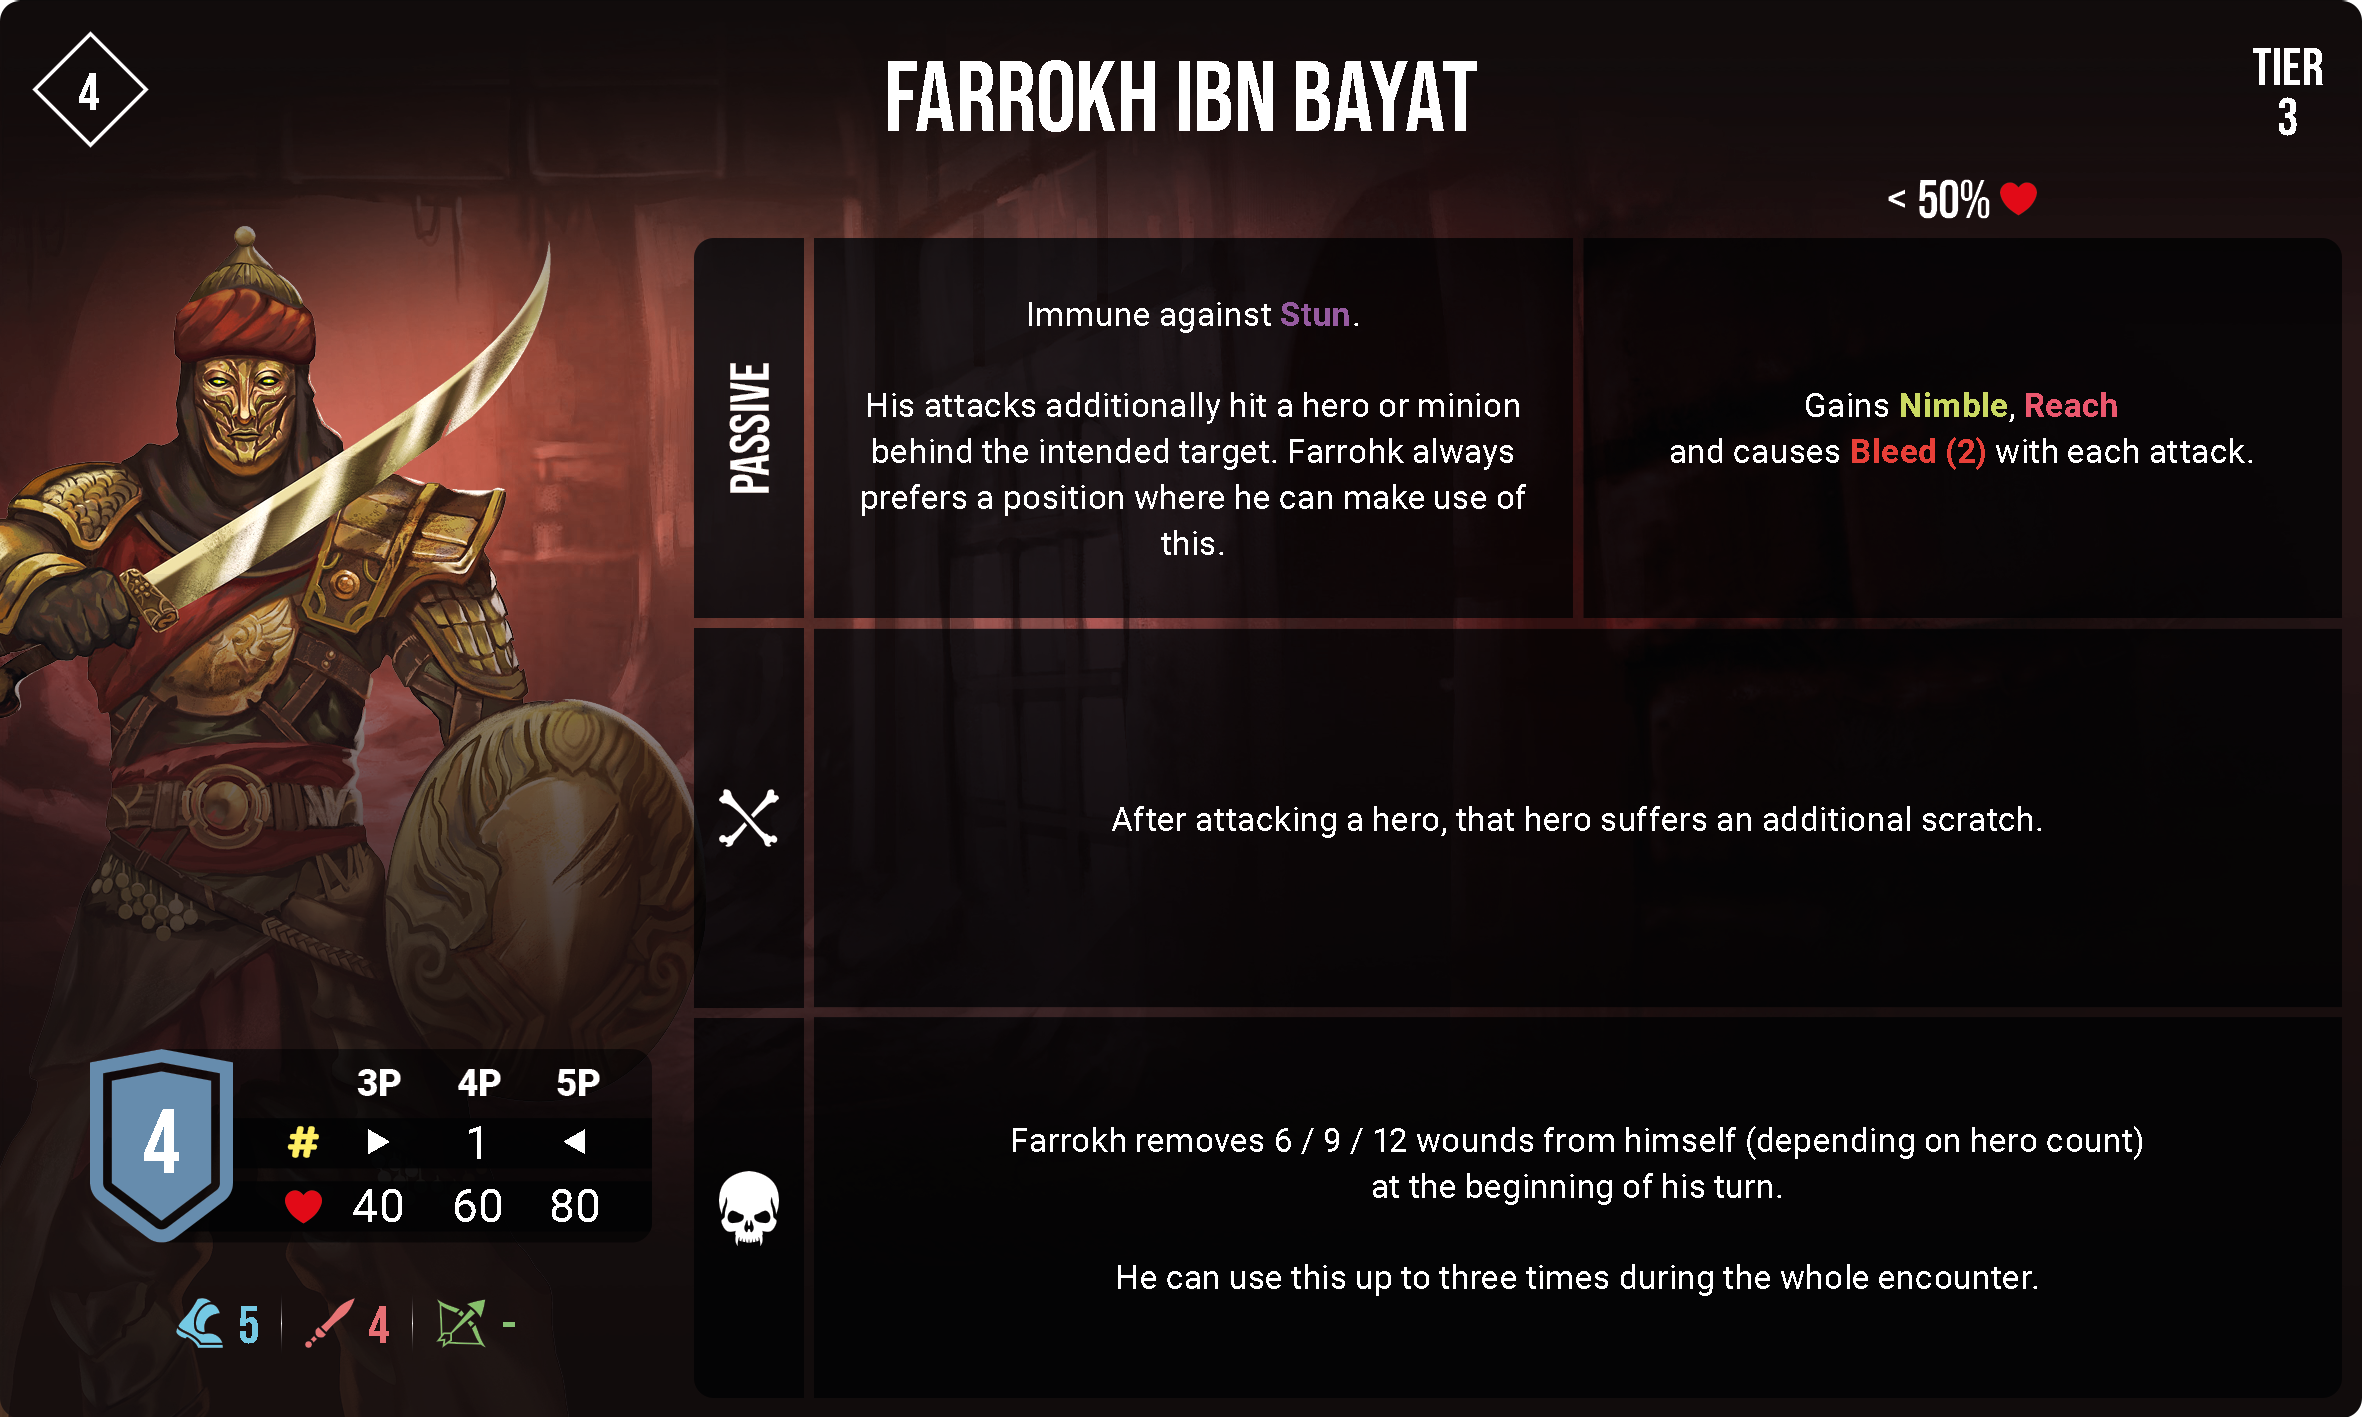 4
FARROKH IBN BAYAT
TIER
3
< 50%
PASSIVE
Immune against Stun.
His attacks additionally hit a hero or minion
behind the intended target. Farrohk always
prefers a position where he can make use of
this.
Gains Nimble, Reach
and causes Bleed (2) with each attack.
After attacking a hero, that hero suffers an additional scratch.
Farrokh removes 6 / 9 / 12 wounds from himself (depending on hero count)
at the beginning of his turn.
He can use this up to three times during the whole encounter.
4
3P 4P 5P
# 1
40 60 80
5 4 -